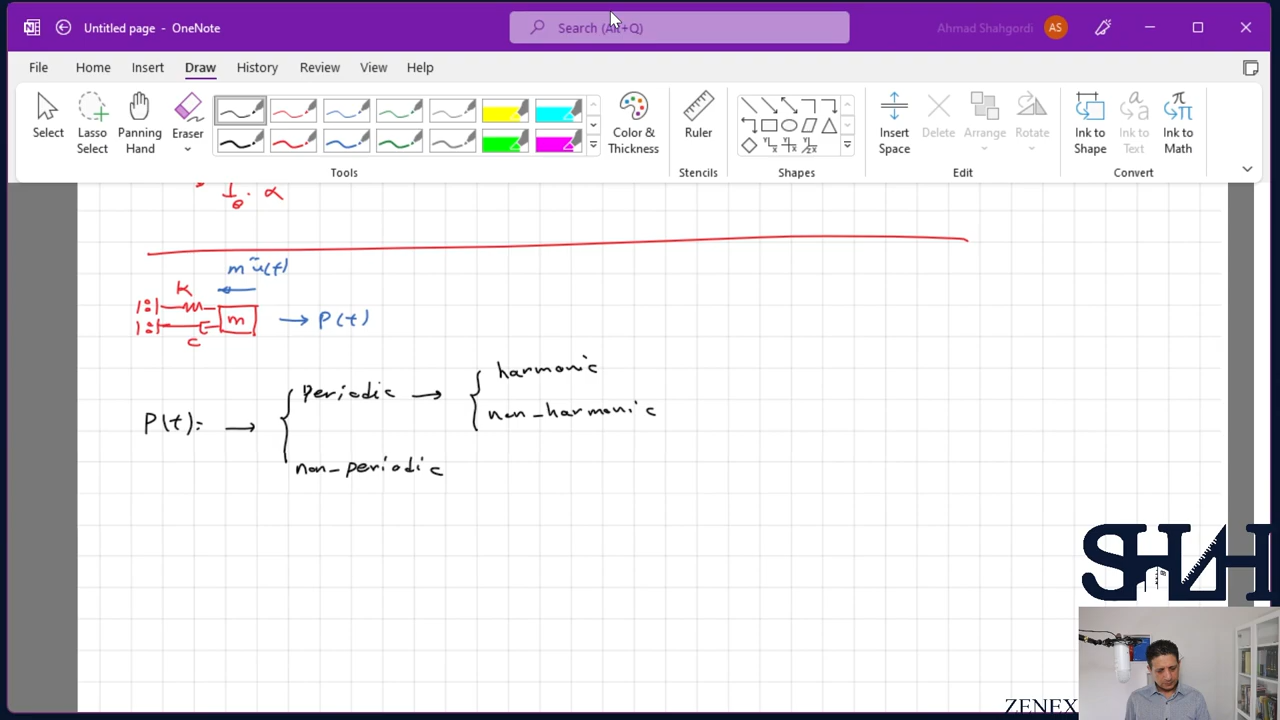 Untitled page - OneNote
Search (Alt+Q)
Ahmad Shahgordi
AS
File Home Insert Draw History Review View Help
Select
Lasso Select
Panning Hand
Eraser
Color & Thickness
Ruler
Insert Space
Delete
Arrange
Rotate
Ink to Shape
Ink to Text
Ink to Math
Tools
Stencils
Shapes
Edit
Convert
I_θ · α
m ü(t)
K
m
→ P(t)
c
P(t): → { Periodic → { harmonic
non-harmonic
non-periodic
SHAH
ZENEX